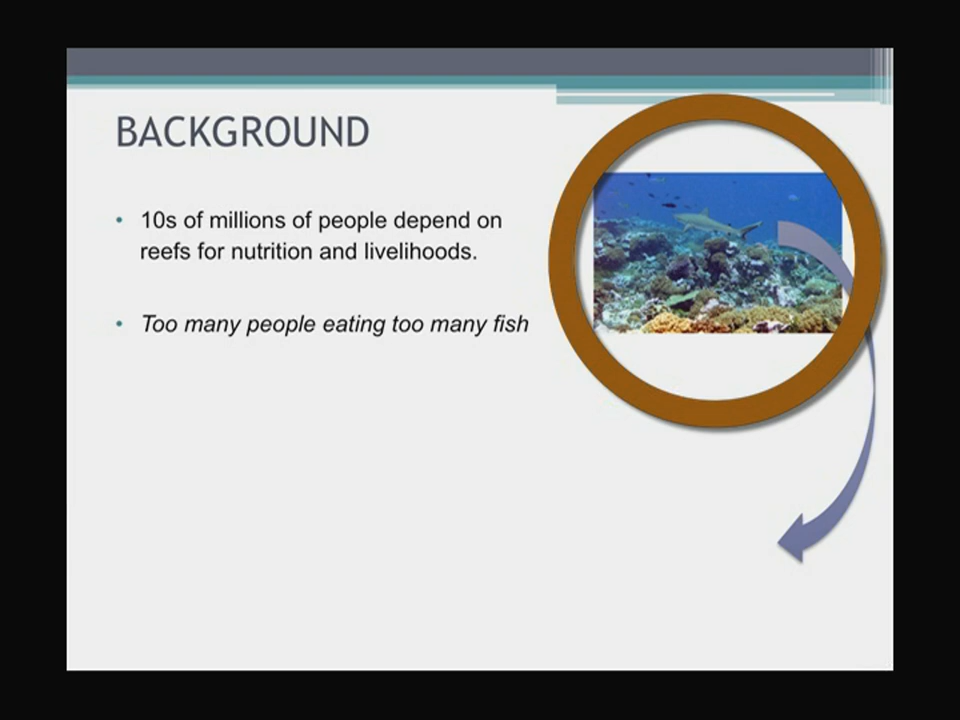 BACKGROUND
• 10s of millions of people depend on
reefs for nutrition and livelihoods.
• Too many people eating too many fish